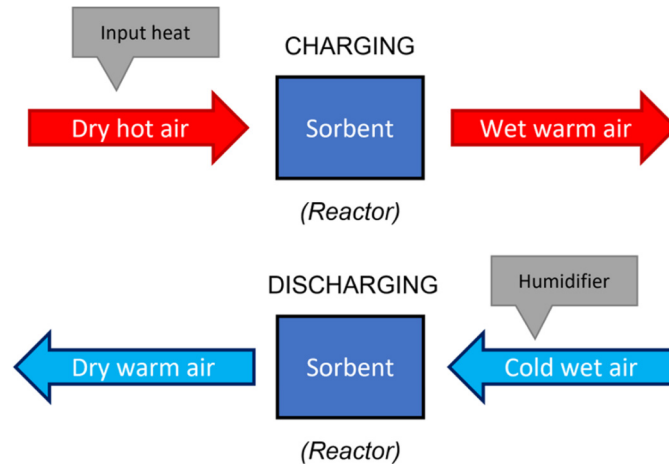 Input heat
CHARGING
Dry hot air
Sorbent
Wet warm air
(Reactor)
DISCHARGING
Humidifier
Dry warm air
Sorbent
Cold wet air
(Reactor)